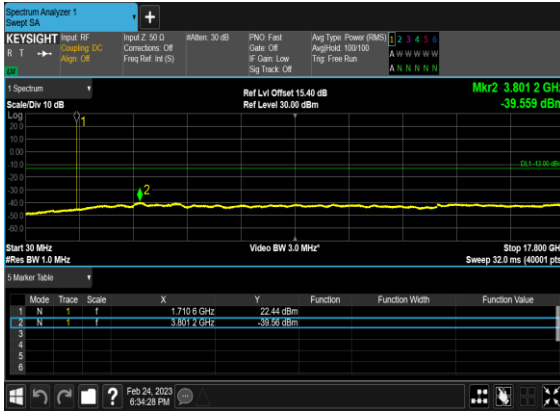 Spectrum Analyzer 1
Swept SA
+
KEYSIGHT Input: RF Input Z: 50 Ω #Atten: 30 dB PNO: Fast Avg Type: Power (RMS) 1 2 3 4 5 6
R T Coupling: DC Corrections: Off Gate: Off Avg|Hold: 100/100 A W W W W W
Align: Off Freq Ref: Int (S) IF Gain: Low Trig: Free Run
Sig Track: Off A N N N N N
1 Spectrum Ref Lvl Offset 15.40 dB Mkr2 3.801 2 GHz
Scale/Div 10 dB Ref Level 30.00 dBm -39.559 dBm
Log
20.0 1
10.0
0.00
-10.0 DL1 -13.00 dBm
-20.0
-30.0
-40.0 2
-50.0
-60.0
Start 30 MHz Video BW 3.0 MHz* Stop 17.800 GHz
#Res BW 1.0 MHz Sweep 32.0 ms (40001 pts)
5 Marker Table
Mode Trace Scale X Y Function Function Width Function Value
1 N 1 f 1.710 6 GHz 22.44 dBm
2 N 1 f 3.801 2 GHz -39.56 dBm
3
4
5
6
? Feb 24, 2023
6:34:28 PM